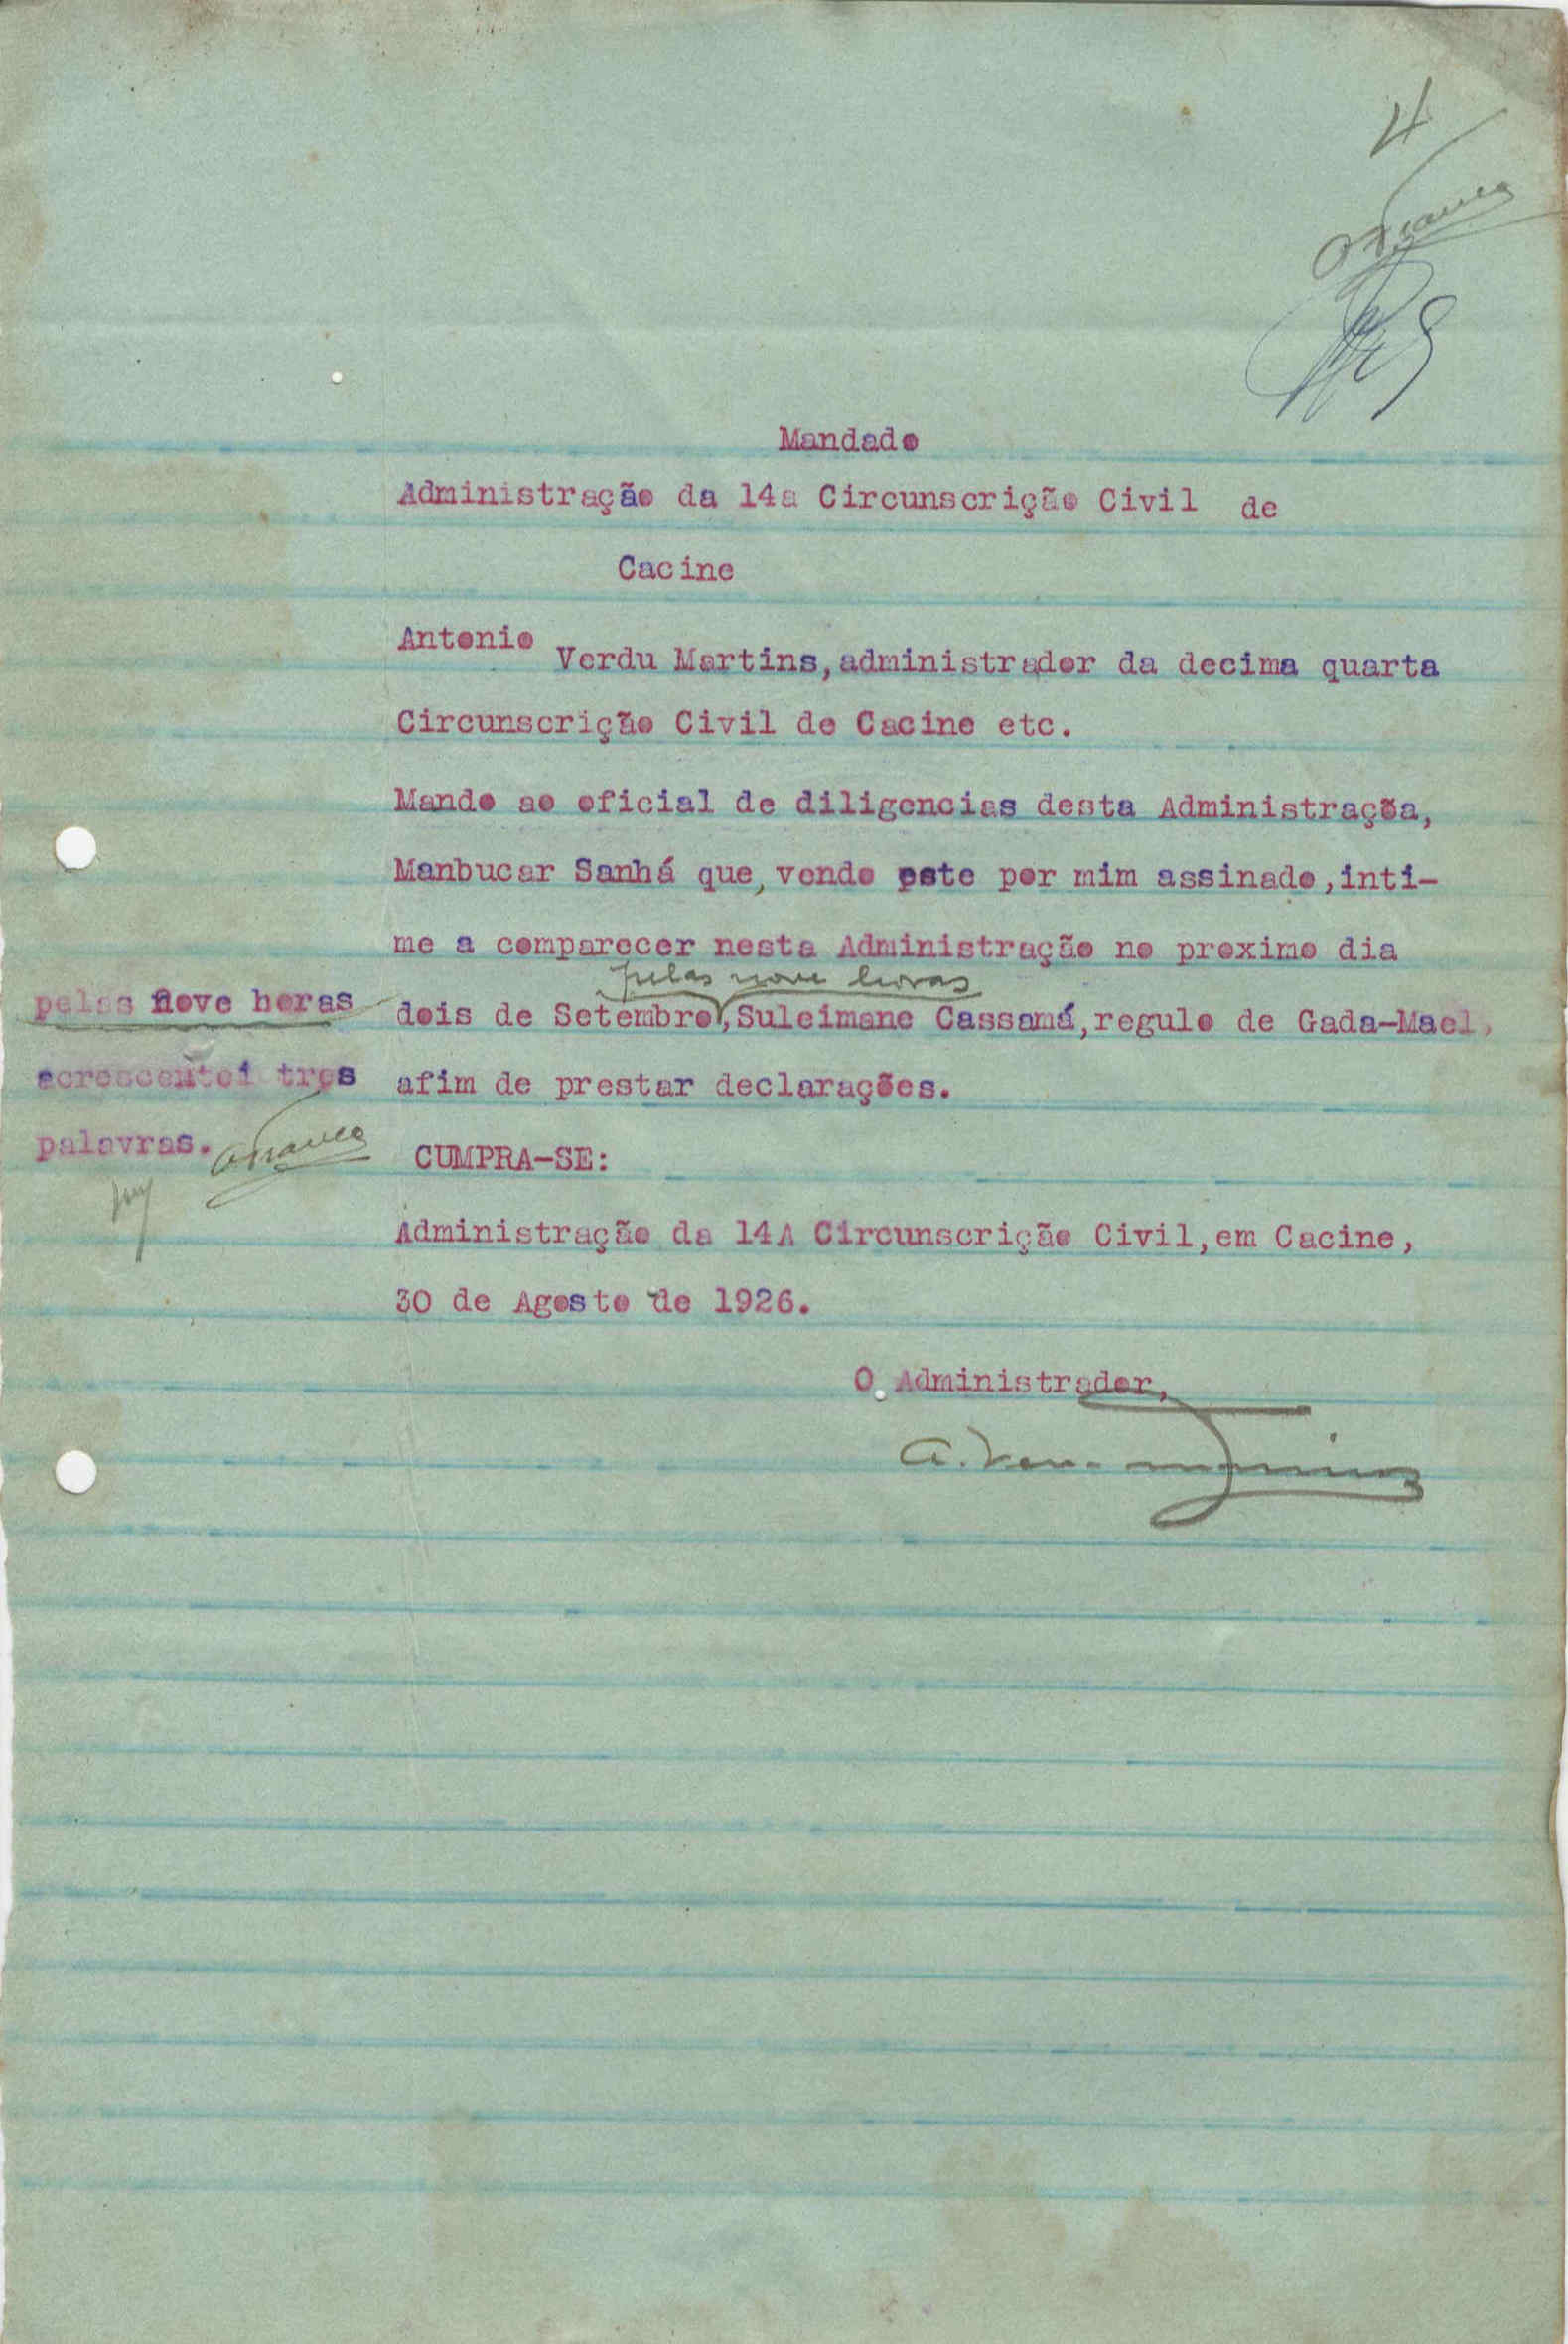 4
Mandado
Administração da 14a Circunscrição Civil de
Cacine
Antonio Verdu Martins, administrador da decima quarta
Circunscrição Civil de Cacine etc.
Mando ao oficial de diligencias desta Administraçõa,
Manbucar Sanhá que, vendo este por mim assinado, inti-
me a comparecer nesta Administração no proximo dia
pelas nove horas
deis de Setembro, Suleimane Cassamá, regulo de Gada-Mael,
afim de prestar declarações.
pelas nove horas
acrescentei tres
palavras.
CUMPRA-SE:
Administração da 14A Circunscrição Civil, em Cacine,
30 de Agosto de 1926.
O Administrador,